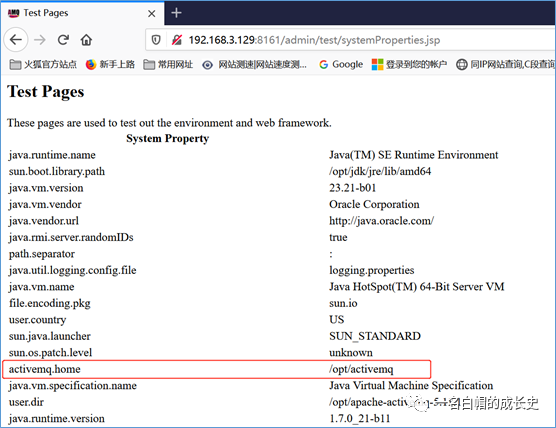 AMQ Test Pages
192.168.3.129:8161/admin/test/systemProperties.jsp
火狐官方站点 新手上路 常用网址 网站测速|网站速度测... Google 登录到您的帐户 同IP网站查询,C段查
Test Pages
These pages are used to test out the environment and web framework.
System Property
java.runtime.name Java(TM) SE Runtime Environment
sun.boot.library.path /opt/jdk/jre/lib/amd64
java.vm.version 23.21-b01
java.vm.vendor Oracle Corporation
java.vendor.url http://java.oracle.com/
java.rmi.server.randomIDs true
path.separator :
java.util.logging.config.file logging.properties
java.vm.name Java HotSpot(TM) 64-Bit Server VM
file.encoding.pkg sun.io
user.country US
sun.java.launcher SUN_STANDARD
sun.os.patch.level unknown
activemq.home /opt/activemq
java.vm.specification.name Java Virtual Machine Specification
user.dir /opt/apache-activemq-5.1
一名白帽的成长史
java.runtime.version 1.7.0_21-b11